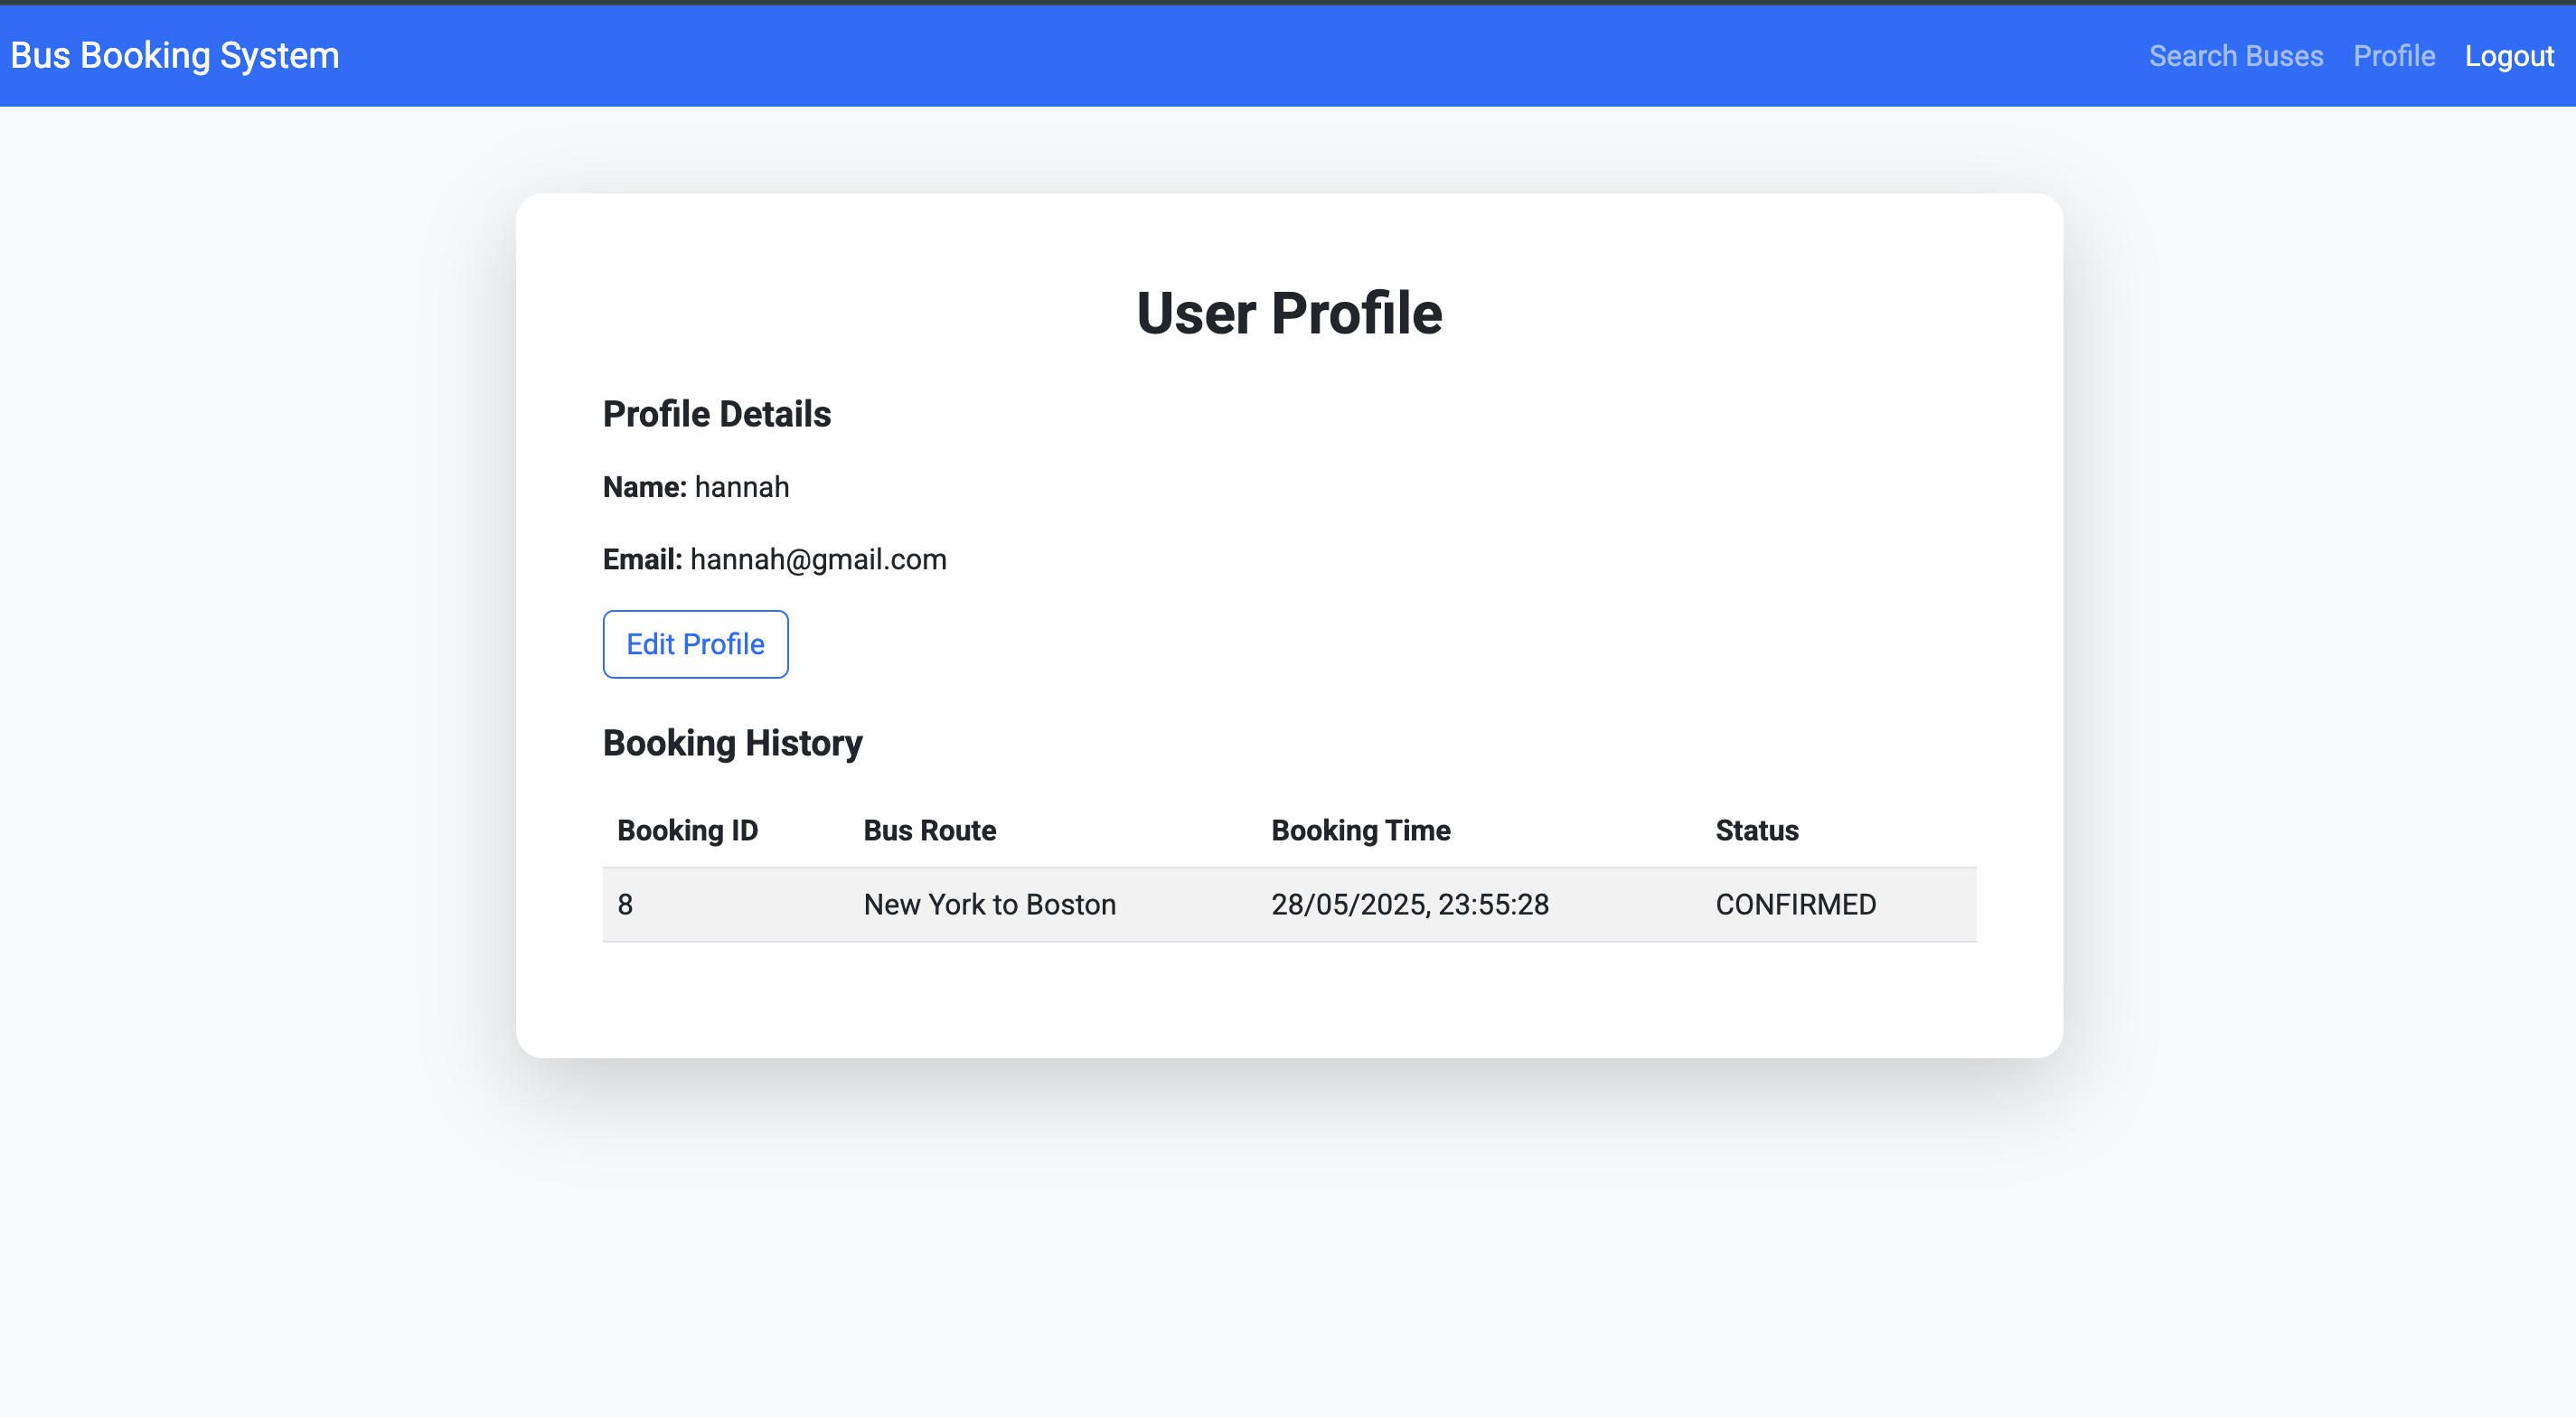 Bus Booking System
Search Buses Profile Logout
User Profile
Profile Details
Name: hannah
Email: hannah@gmail.com
Edit Profile
Booking History
Booking ID Bus Route Booking Time Status
8 New York to Boston 28/05/2025, 23:55:28 CONFIRMED